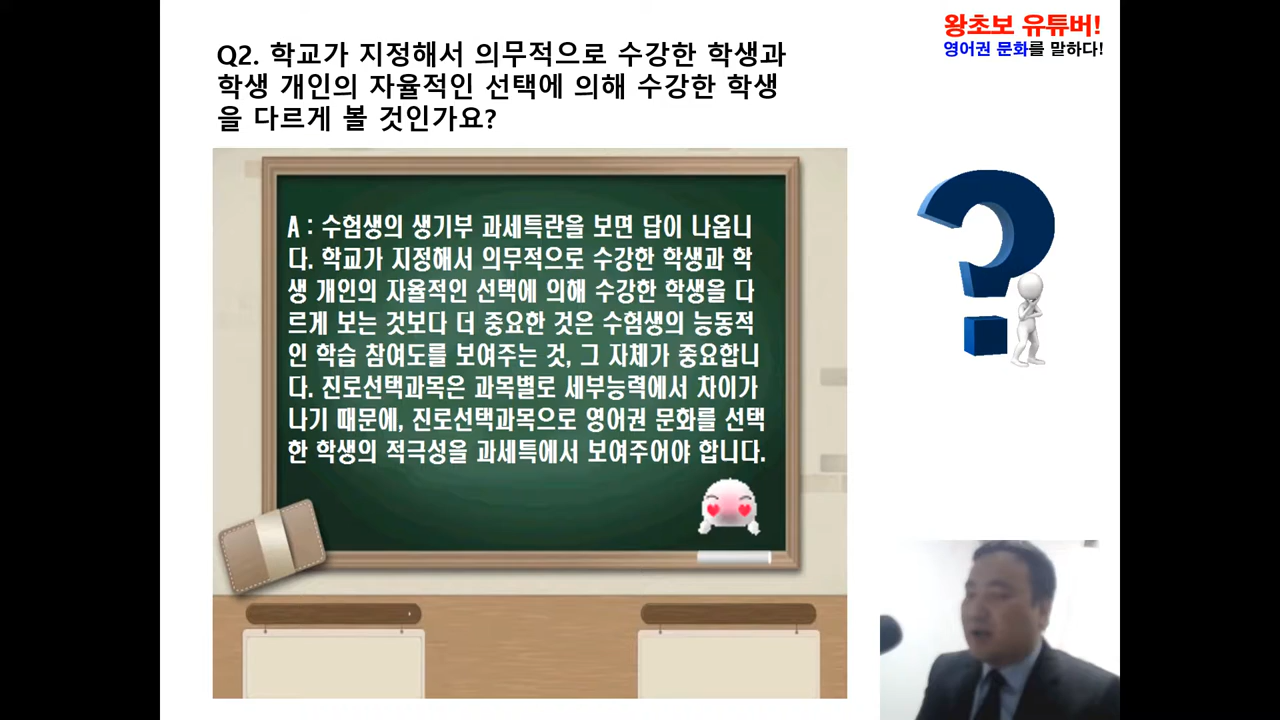 왕초보 유튜버!
영어권 문화를 말하다!
Q2. 학교가 지정해서 의무적으로 수강한 학생과
학생 개인의 자율적인 선택에 의해 수강한 학생
을 다르게 볼 것인가요?
A : 수험생의 생기부 과세특란을 보면 답이 나옵니
다. 학교가 지정해서 의무적으로 수강한 학생과 학
생 개인의 자율적인 선택에 의해 수강한 학생을 다
르게 보는 것보다 더 중요한 것은 수험생의 능동적
인 학습 참여도를 보여주는 것, 그 자체가 중요합니
다. 진로선택과목은 과목별로 세부능력에서 차이가
나기 때문에, 진로선택과목으로 영어권 문화를 선택
한 학생의 적극성을 과세특에서 보여주어야 합니다.